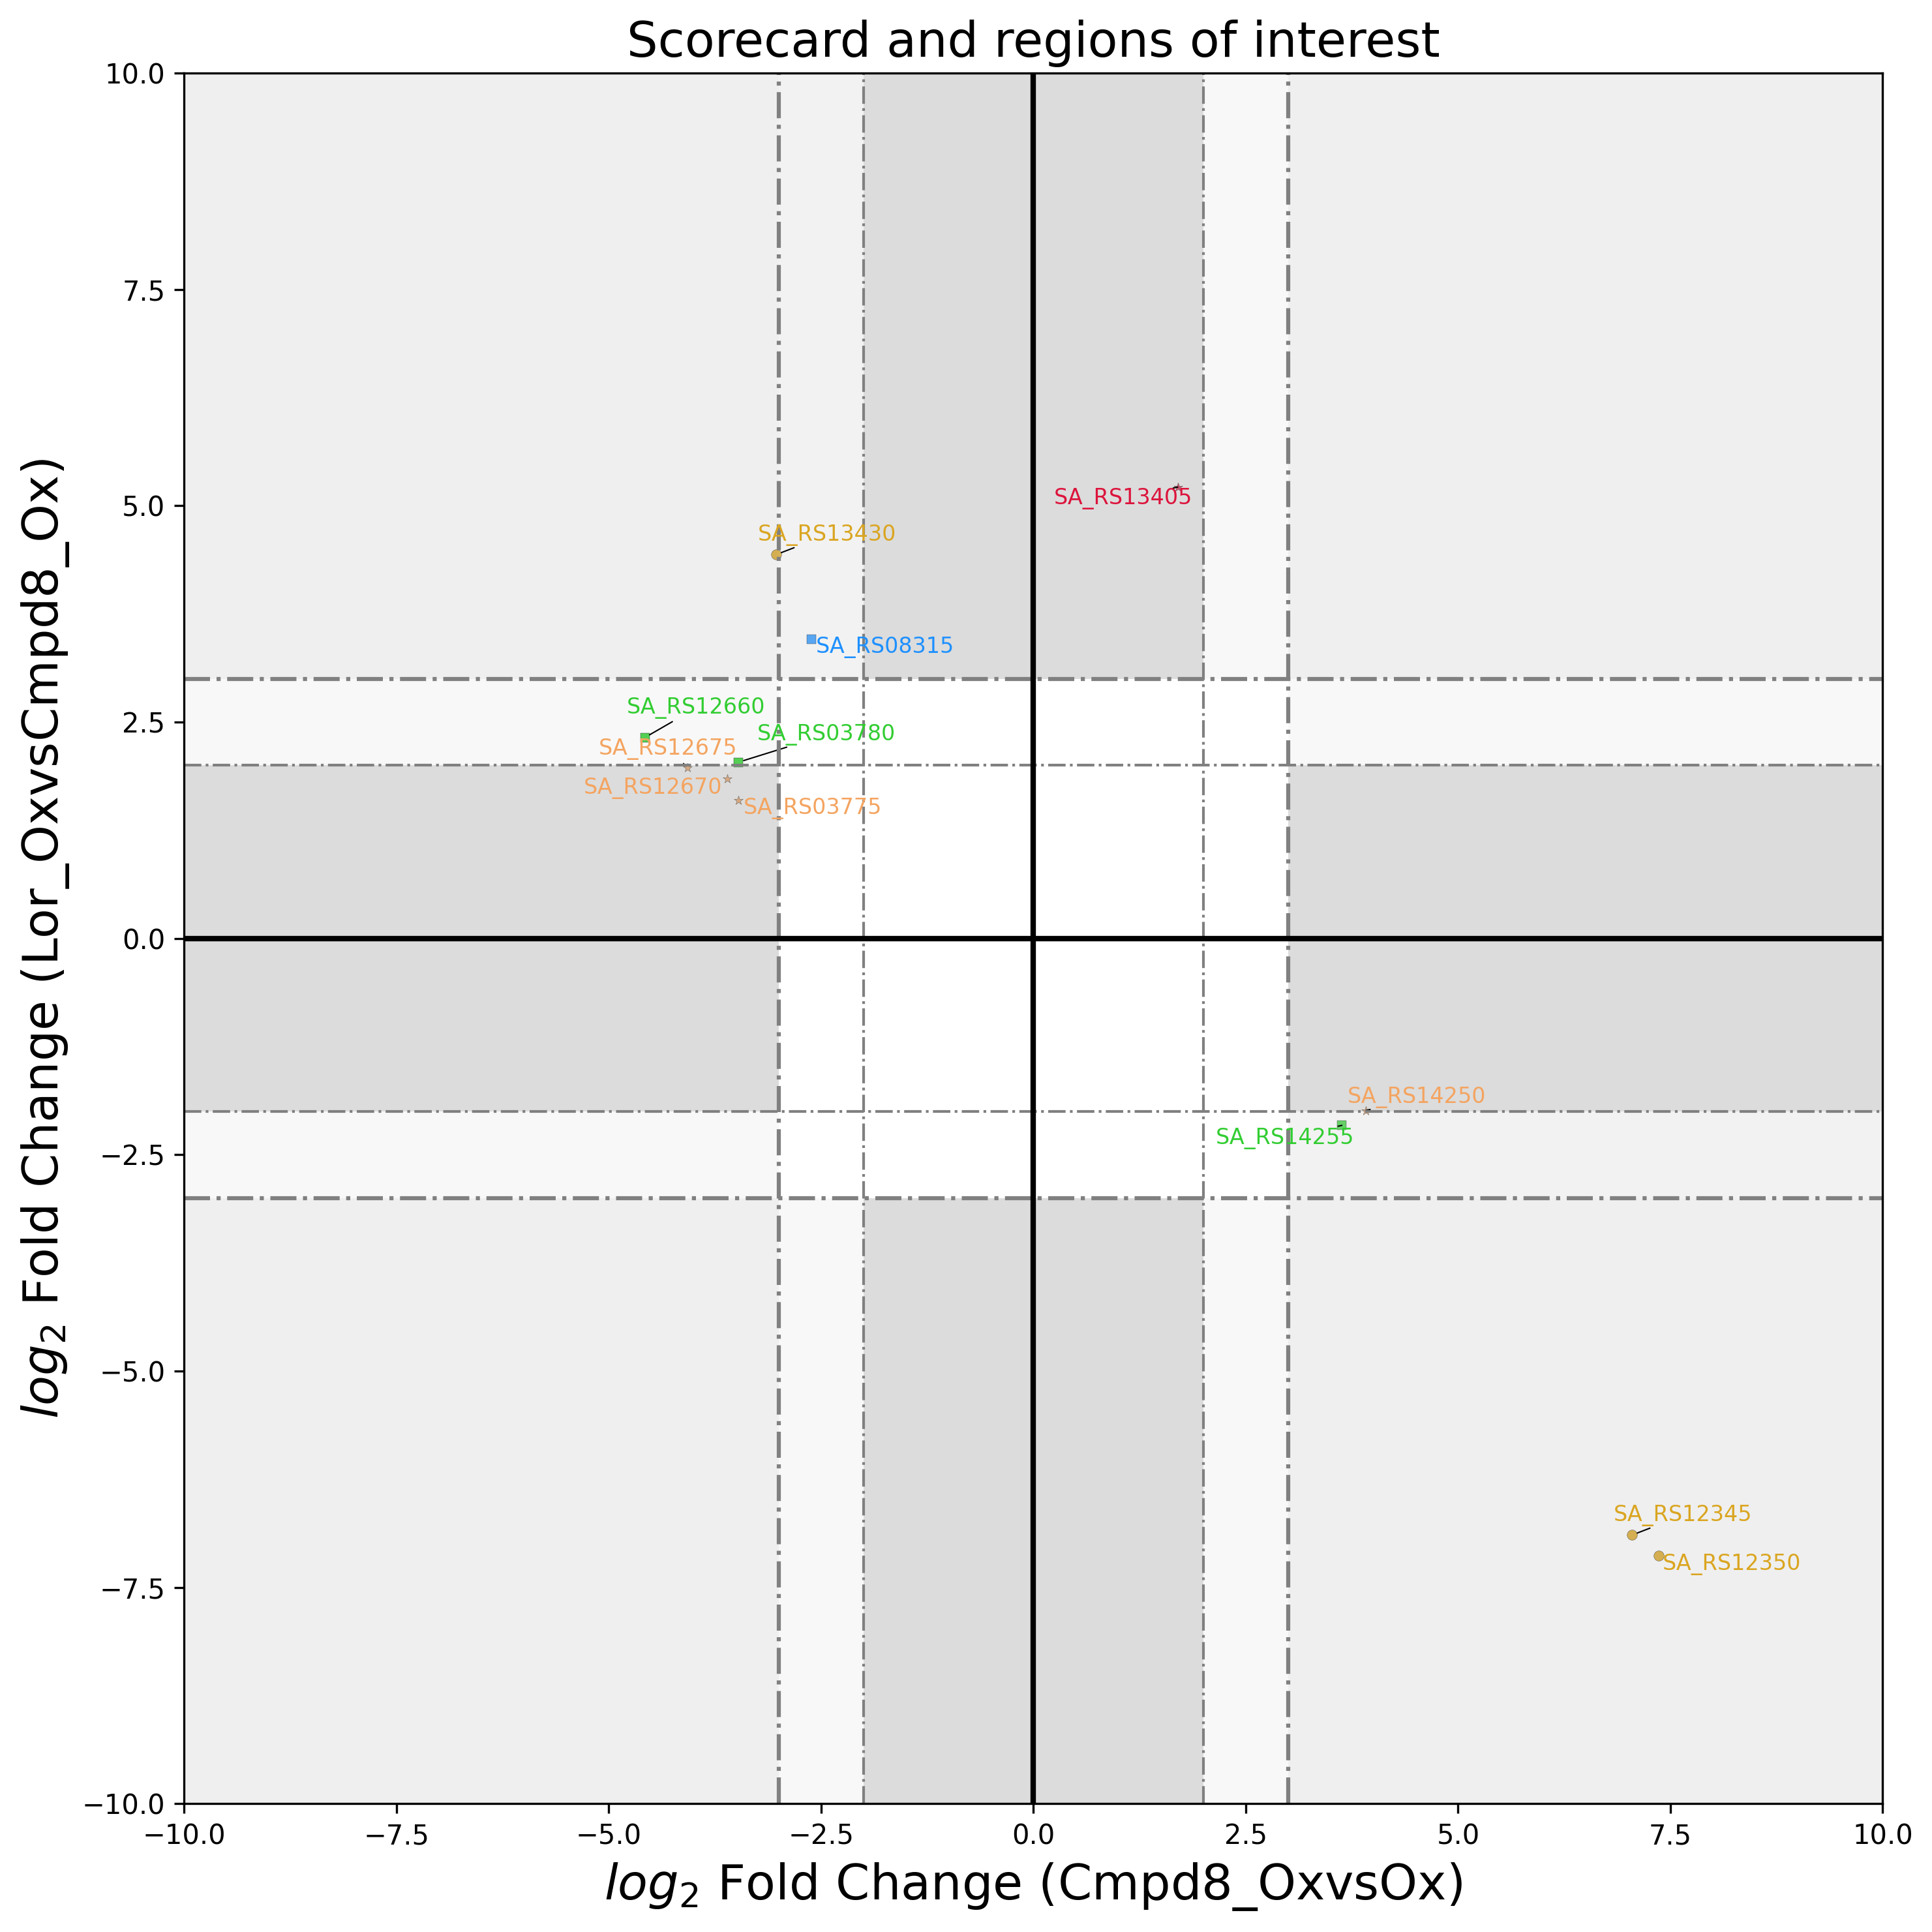 Scorecard and regions of interest
10.0
7.5
5.0
2.5
0.0
−2.5
−5.0
−7.5
−10.0
log2 Fold Change (Lor_OxvsCmpd8_Ox)
SA_RS13405
SA_RS13430
SA_RS08315
SA_RS12660
SA_RS03780
SA_RS12675
SA_RS12670
SA_RS03775
SA_RS14250
SA_RS14255
SA_RS12345
SA_RS12350
−10.0 −7.5 −5.0 −2.5 0.0 2.5 5.0 7.5 10.0
log2 Fold Change (Cmpd8_OxvsOx)